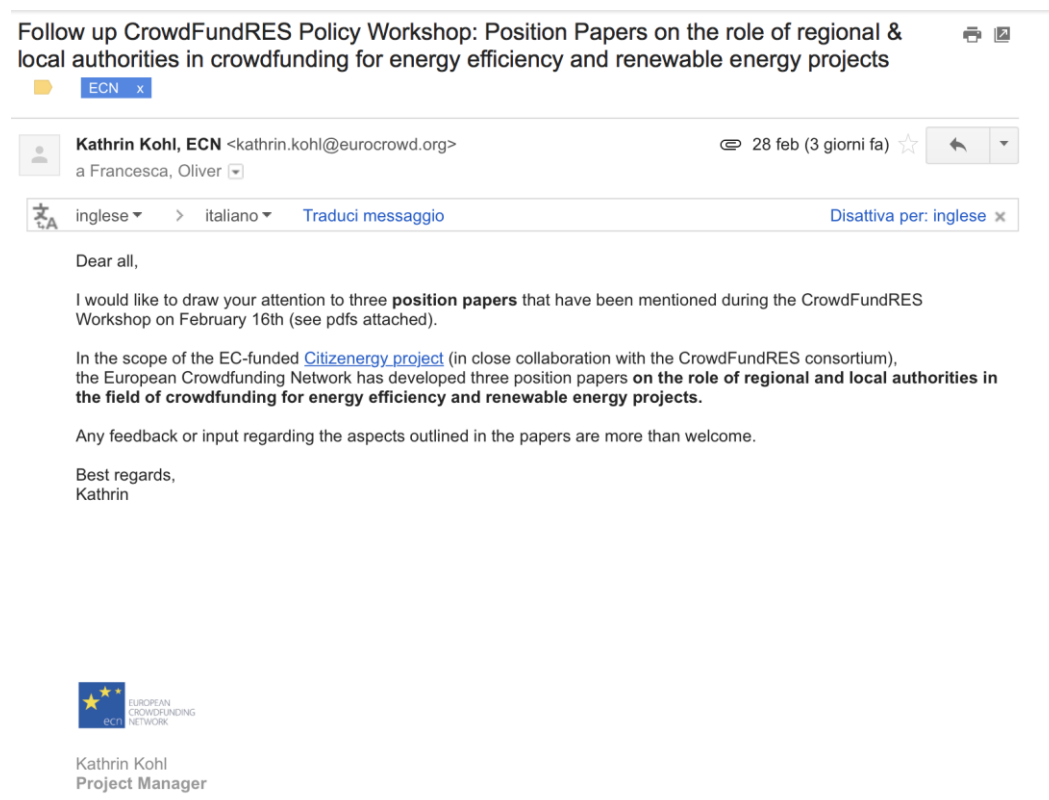 Follow up CrowdFundRES Policy Workshop: Position Papers on the role of regional &
local authorities in crowdfunding for energy efficiency and renewable energy projects
ECN x
Kathrin Kohl, ECN <kathrin.kohl@eurocrowd.org>
28 feb (3 giorni fa)
a Francesca, Oliver
inglese > italiano Traduci messaggio Disattiva per: inglese x
Dear all,
I would like to draw your attention to three position papers that have been mentioned during the CrowdFundRES
Workshop on February 16th (see pdfs attached).
In the scope of the EC-funded Citizenergy project (in close collaboration with the CrowdFundRES consortium),
the European Crowdfunding Network has developed three position papers on the role of regional and local authorities in
the field of crowdfunding for energy efficiency and renewable energy projects.
Any feedback or input regarding the aspects outlined in the papers are more than welcome.
Best regards,
Kathrin
ecn
EUROPEAN
CROWDFUNDING
NETWORK
Kathrin Kohl
Project Manager